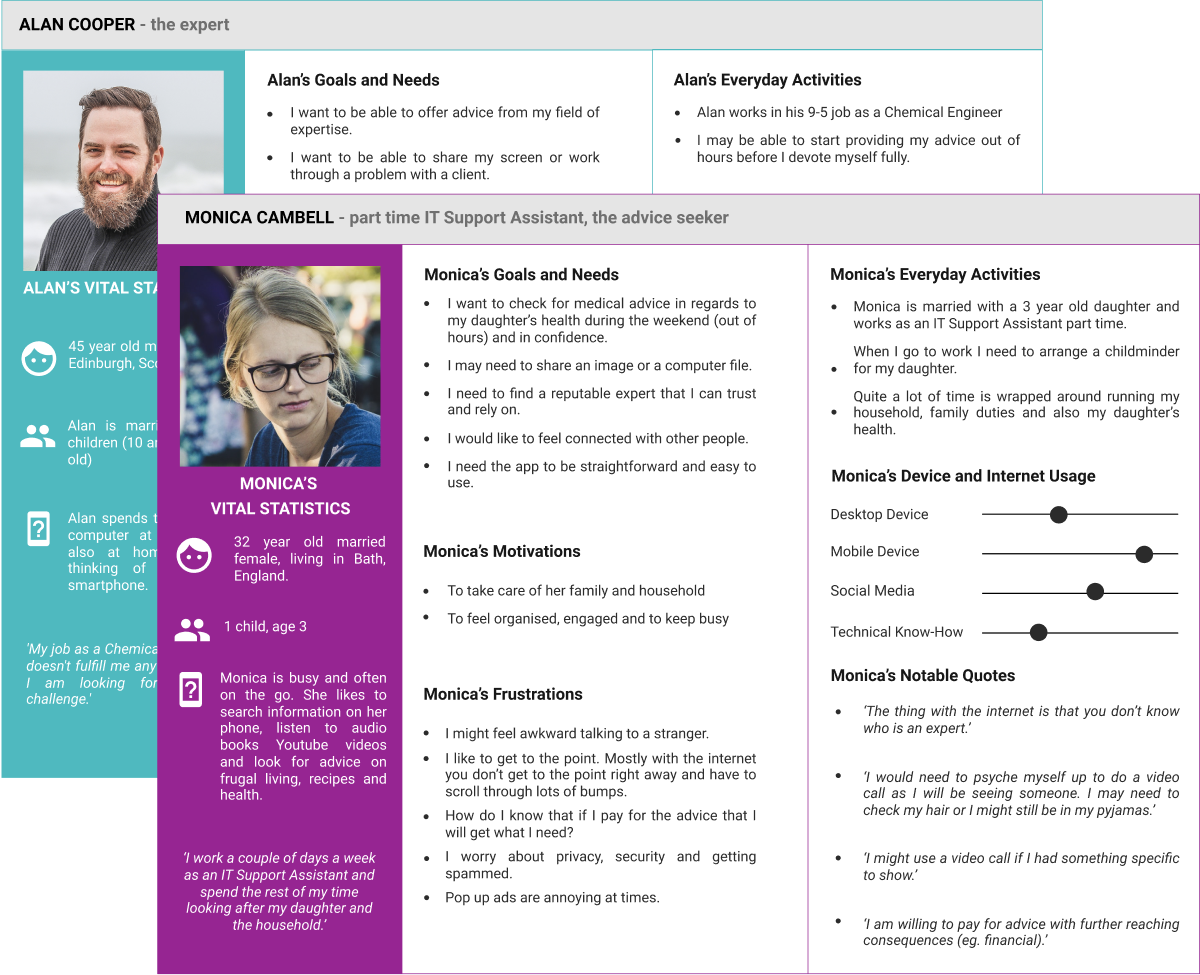 ALAN COOPER - the expert
ALAN'S VITAL
45 year old
Edinburgh,
Alan is
children (10
old)
Alan spends
computer at
also at
thinking of
smartphone.
'My job as a
doesn't fulfill me any
I am looking for
challenge.'
Alan's Goals and Needs
I want to be able to offer advice from my field of
expertise.
I want to be able to share my screen or work
through a problem with a client.
Alan's Everyday Activities
Alan works in his 9-5 job as a Chemical Engineer
I may be able to start providing my advice out of
hours before I devote myself fully.
MONICA CAMBELL - part time IT Support Assistant, the advice seeker
MONICA'S
VITAL STATISTICS
32 year old married
female, living in Bath,
England.
1 child, age 3
Monica is busy and often
on the go. She likes to
search information on her
phone, listen to audio
books Youtube videos
and look for advice on
frugal living, recipes and
health.
'I work a couple of days a week
as an IT Support Assistant and
spend the rest of my time
looking after my daughter and
the household.'
Monica's Goals and Needs
I want to check for medical advice in regards to
my daughter's health during the weekend (out of
hours) and in confidence.
I may need to share an image or a computer file.
I need to find a reputable expert that I can trust
and rely on.
I would like to feel connected with other people.
I need the app to be straightforward and easy to
use.
Monica's Motivations
To take care of her family and household
To feel organised, engaged and to keep busy
Monica's Frustrations
I might feel awkward talking to a stranger.
I like to get to the point. Mostly with the internet
you don't get to the point right away and have to
scroll through lots of bumps.
How do I know that if I pay for the advice that I
will get what I need?
I worry about privacy, security and getting
spammed.
Pop up ads are annoying at times.
Monica's Everyday Activities
Monica is married with a 3 year old daughter and
works as an IT Support Assistant part time.
When I go to work I need to arrange a childminder
for my daughter.
Quite a lot of time is wrapped around running my
household, family duties and also my daughter's
health.
Monica's Device and Internet Usage
Desktop Device
Mobile Device
Social Media
Technical Know-How
Monica's Notable Quotes
'The thing with the internet is that you don't know
who is an expert.'
'I would need to psyche myself up to do a video
call as I will be seeing someone. I may need to
check my hair or I might still be in my pyjamas.'
'I might use a video call if I had something specific
to show.'
'I am willing to pay for advice with further reaching
consequences (eg. financial).'